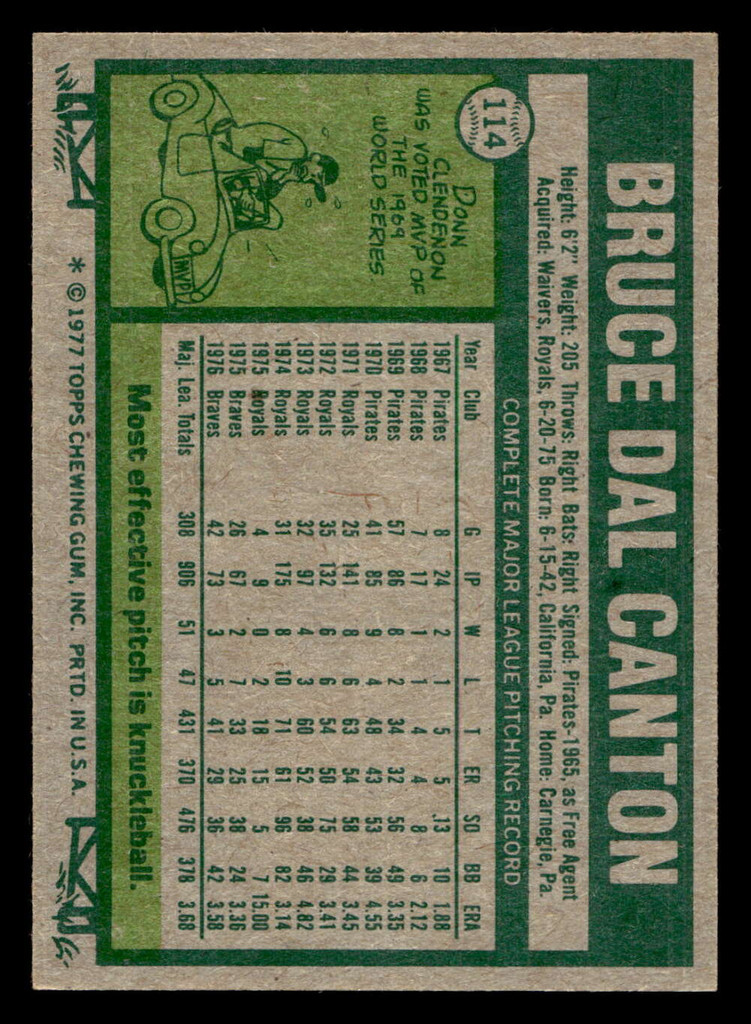 114
BRUCE DAL CANTON
Height: 6'2" Weight: 205 Throws: Right Bats: Right Signed: Pirates-1965, as Free Agent
Acquired: Waivers, Royals, 6-20-75 Born: 6-15-42, California, Pa. Home: Carnegie, Pa.
DONN
CLENDENON
WAS VOTED MVP OF
THE 1969
WORLD SERIES.
MVP
COMPLETE MAJOR LEAGUE PITCHING RECORD
Year Club G IP W L R ER SO BB ERA
1967 Pirates 8 24 2 1 5 5 13 10 1.88
1968 Pirates 7 17 1 1 4 4 8 6 2.12
1969 Pirates 57 86 8 2 34 32 56 49 3.35
1970 Pirates 41 85 9 4 48 43 53 39 4.55
1971 Royals 25 141 8 6 63 54 58 44 3.45
1972 Royals 35 132 6 6 54 50 75 29 3.41
1973 Royals 32 97 4 3 60 52 38 46 4.82
1974 Royals 31 175 8 10 71 61 96 82 3.14
1975 Royals 4 9 0 2 18 15 5 7 15.00
1975 Braves 26 67 2 7 33 25 38 24 3.36
1976 Braves 42 73 3 5 41 29 36 42 3.58
Maj. Lea. Totals 308 906 51 47 431 370 476 378 3.68
Most effective pitch is knuckleball.
* © 1977 TOPPS CHEWING GUM, INC. PRTD. IN U.S.A.